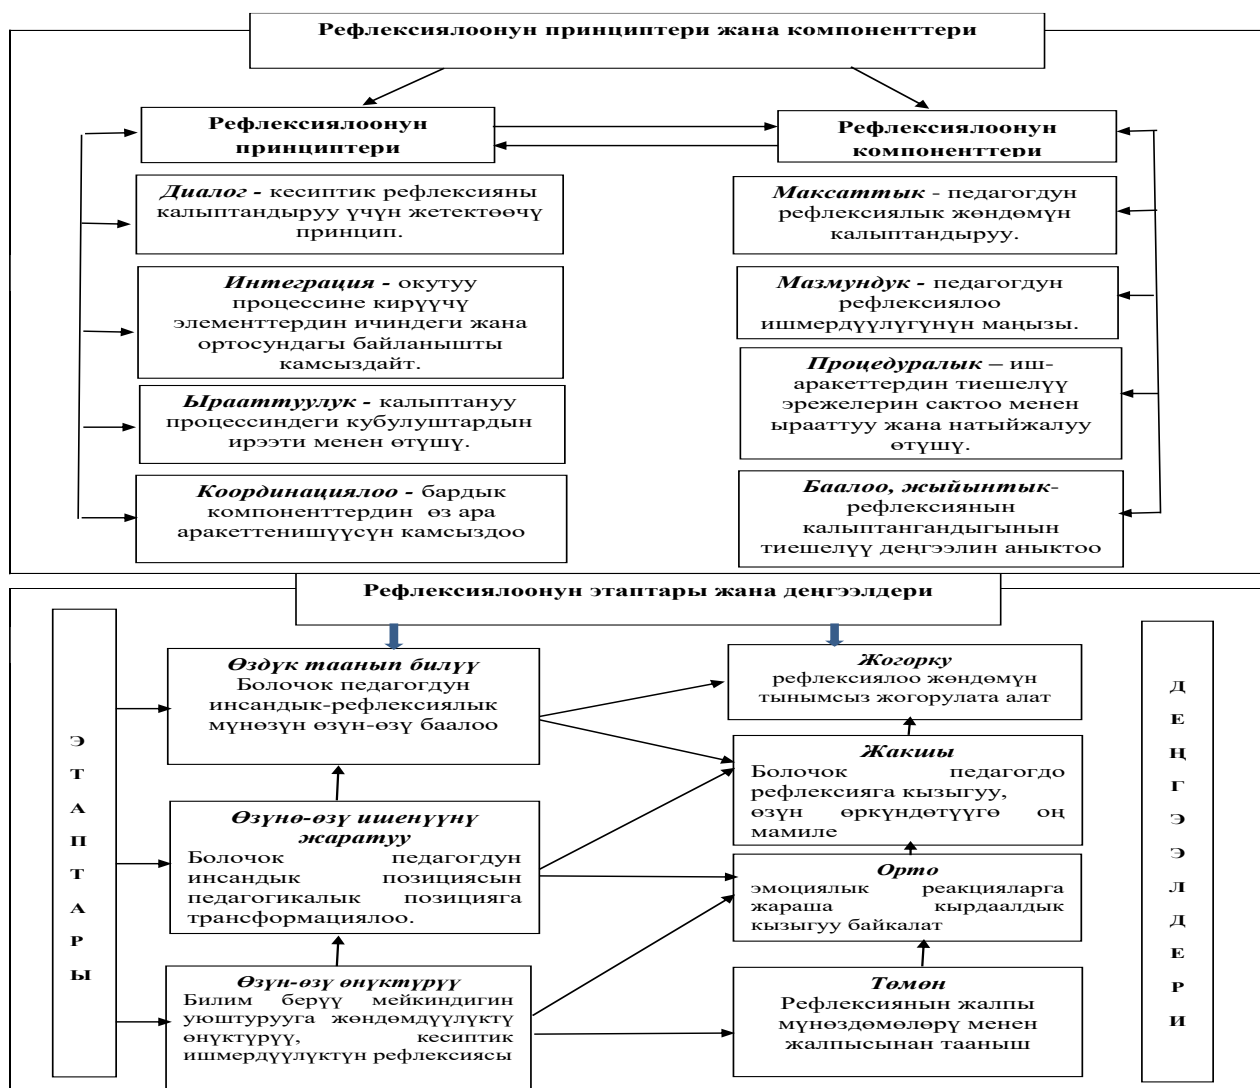 Рефлексиялоонун принциптери жана компоненттери
Рефлексиялоонун
принциптери
Рефлексиялоонун
компоненттери
Диалог - кесиптик рефлексияны
калыптандыруу үчүн жетектөөчү
принцип.
Интеграция - окутуу
процессине кирүүчү
элементтердин ичиндеги жана
ортосундагы байланышты
камсыздайт.
Ырааттуулук - калыптануу
процессиндеги кубулуштардын
ирээти менен өтүшү.
Координациялоо - бардык
компоненттердин өз ара
аракеттенишүүсүн камсыздоо
Максаттык - педагогдун
рефлексиялык жөндөмүн
калыптандыруу.
Мазмундук - педагогдун
рефлексиялоо
ишмердүүлүгүнүн маңызы.
Процедуралык – иш-
аракеттердин тиешелүү
эрежелерин сактоо менен
ырааттуу жана натыйжалуу
өтүшү.
Баалоо, жыйынтык-
рефлексиянын
калыптангандыгынын
тиешелүү деңгээлин аныктоо
Рефлексиялоонун этаптары жана деңгээлдери
ЭТАПТАРЫ
Өздүк таанып билүү
Болочок педагогдун
инсандык-рефлексиялык
мүнөзүн өзүн-өзү баалоо
Өзүнө-өзү ишенүүнү
жаратуу
Болочок педагогдун
инсандык позициясын
педагогикалык позицияга
трансформациялоо.
Өзүн-өзү өнүктүрүү
Билим берүү мейкиндигин
уюштурууга жөндөмдүүлүктү
өнүктүрүү, кесиптик
ишмердүүлүктүн рефлексиясы
Жогорку
рефлексиялоо жөндөмүн
тынымсыз жогорулата алат
Жакшы
Болочок педагогдо
рефлексияга кызыгуу,
өзүн өркүндөтүүгө оң
мамиле
Орто
эмоциялык реакцияларга
жараша кырдаалдык
кызыгуу байкалат
Төмөн
Рефлексиянын жалпы
мүнөздөмөлөрү менен
жалпысынан тааныш
ДЕҢГЭЭЛДЕРИ